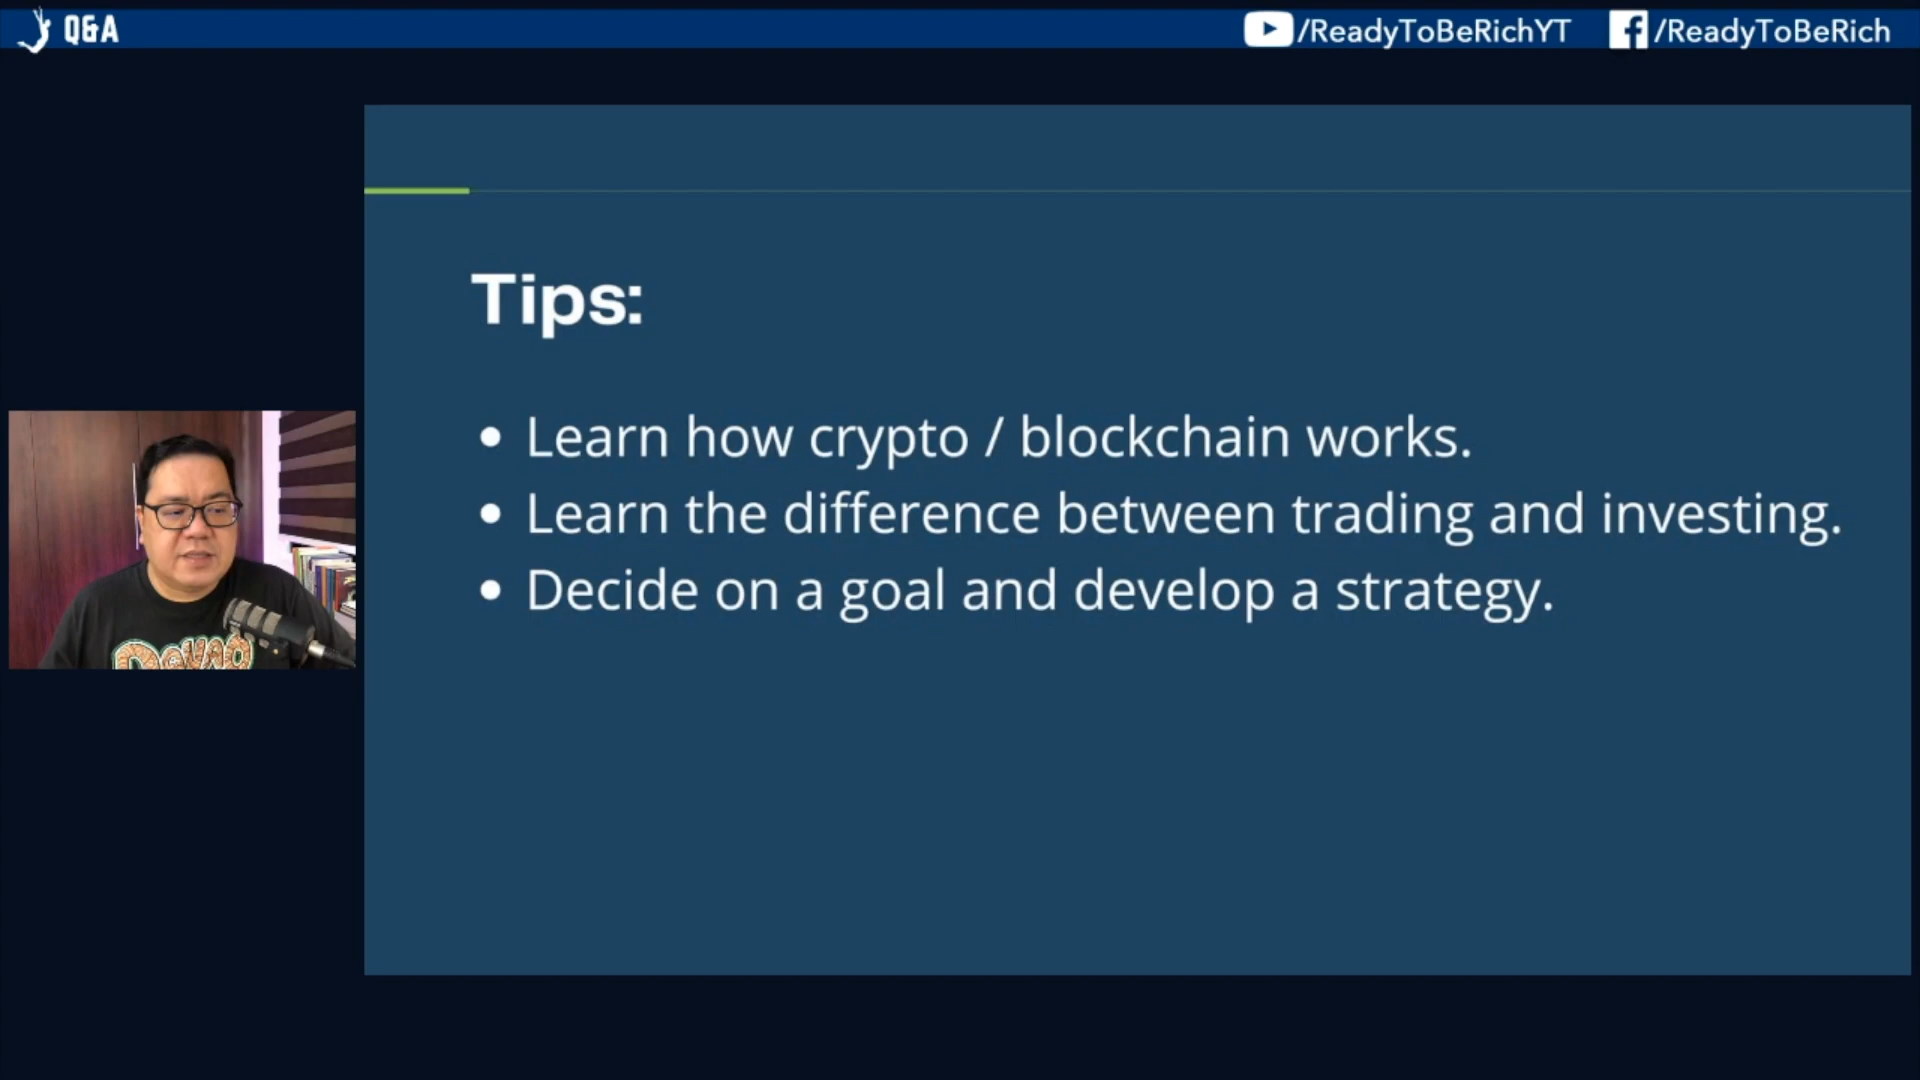 Q&A
/ReadyToBeRichYT
/ReadyToBeRich
Tips:
• Learn how crypto / blockchain works.
• Learn the difference between trading and investing.
• Decide on a goal and develop a strategy.
DAVAO